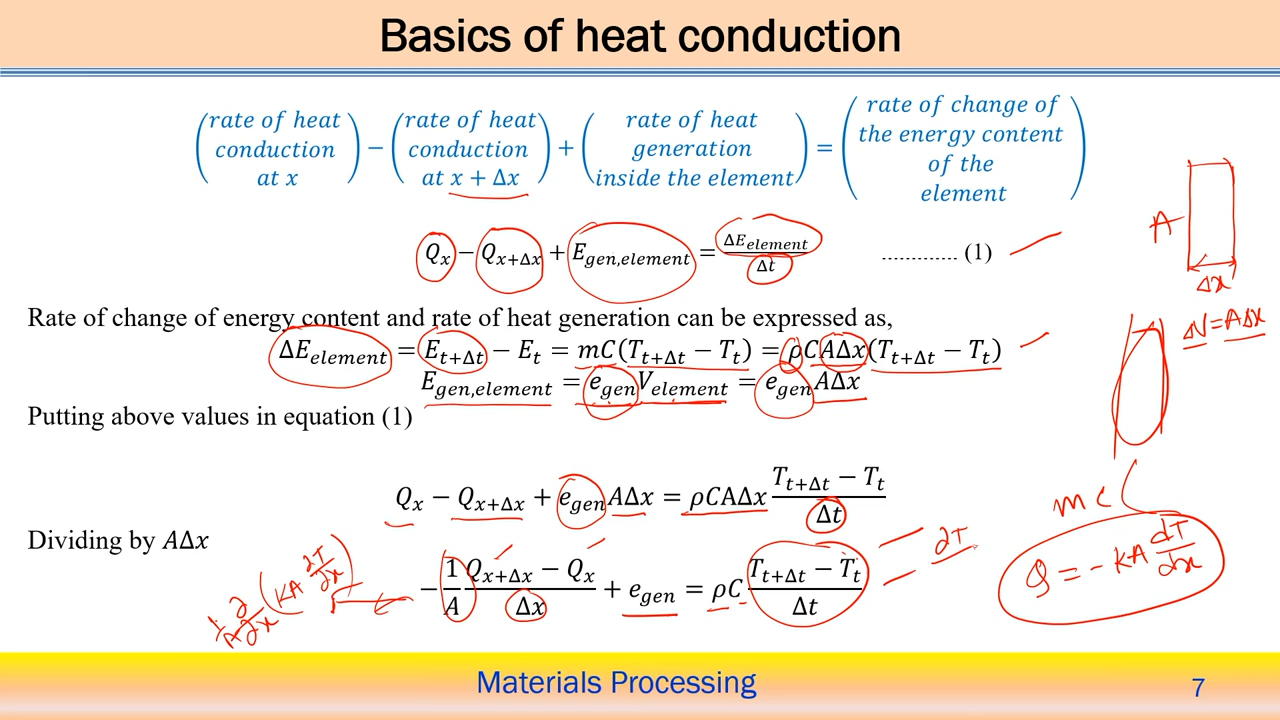 Basics of heat conduction
(rate of heat conduction at x) − (rate of heat conduction at x + Δx) + (rate of heat generation inside the element) = (rate of change of the energy content of the element)
Q_x − Q_{x+Δx} + E_{gen,element} = ΔE_{element}/Δt ............. (1)
A
Δx
Rate of change of energy content and rate of heat generation can be expressed as,
ΔV = AΔx
ΔE_{element} = E_{t+Δt} − E_t = mC(T_{t+Δt} − T_t) = ρCAΔx(T_{t+Δt} − T_t)
E_{gen,element} = e_{gen}V_{element} = e_{gen}AΔx
Putting above values in equation (1)
Q_x − Q_{x+Δx} + e_{gen}AΔx = ρCAΔx (T_{t+Δt} − T_t)/Δt
m c (
Dividing by AΔx
−(1/A) (Q_{x+Δx} − Q_x)/Δx + e_{gen} = ρC (T_{t+Δt} − T_t)/Δt
∂T
Q = −KA dT/dx
1/A ∂/∂x (KA ∂T/∂x)
Materials Processing
7